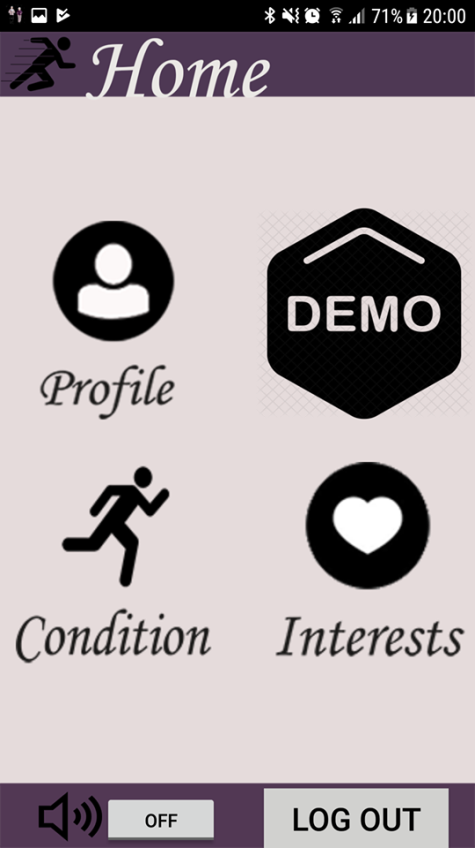 71% 20:00
Home
DEMO
Profile
Condition
Interests
OFF
LOG OUT